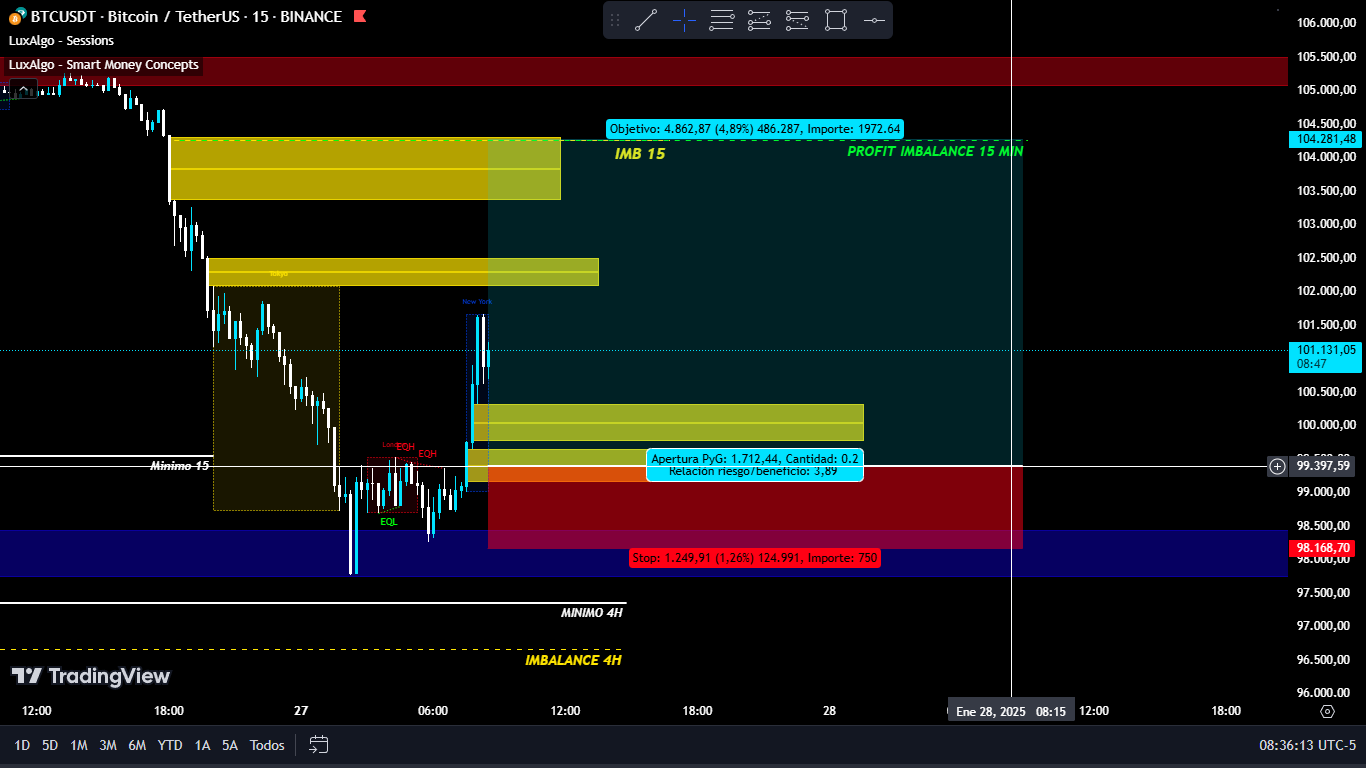 BTCUSDT · Bitcoin / TetherUS · 15 · BINANCE
LuxAlgo - Sessions
LuxAlgo - Smart Money Concepts
Objetivo: 4.862,87 (4,89%) 486.287, Importe: 1972.64
IMB 15
PROFIT IMBALANCE 15 MIN
Tokyo
New York
Minimo 15
EQH
EQH
EQL
Apertura PyG: 1.712,44, Cantidad: 0.2
Relación riesgo/beneficio: 3,89
Stop: 1.249,91 (1,26%) 124.991, Importe: 750
MINIMO 4H
IMBALANCE 4H
TradingView
106.000,00
105.500,00
105.000,00
104.500,00
104.281,48
104.000,00
103.500,00
103.000,00
102.500,00
102.000,00
101.500,00
101.131,05
08:47
100.500,00
100.000,00
99.397,59
99.000,00
98.500,00
98.168,70
98.000,00
97.500,00
97.000,00
96.500,00
96.000,00
12:00 18:00 27 06:00 12:00 18:00 28 Ene 28, 2025 08:15 12:00 18:00
1D 5D 1M 3M 6M YTD 1A 5A Todos
08:36:13 UTC-5